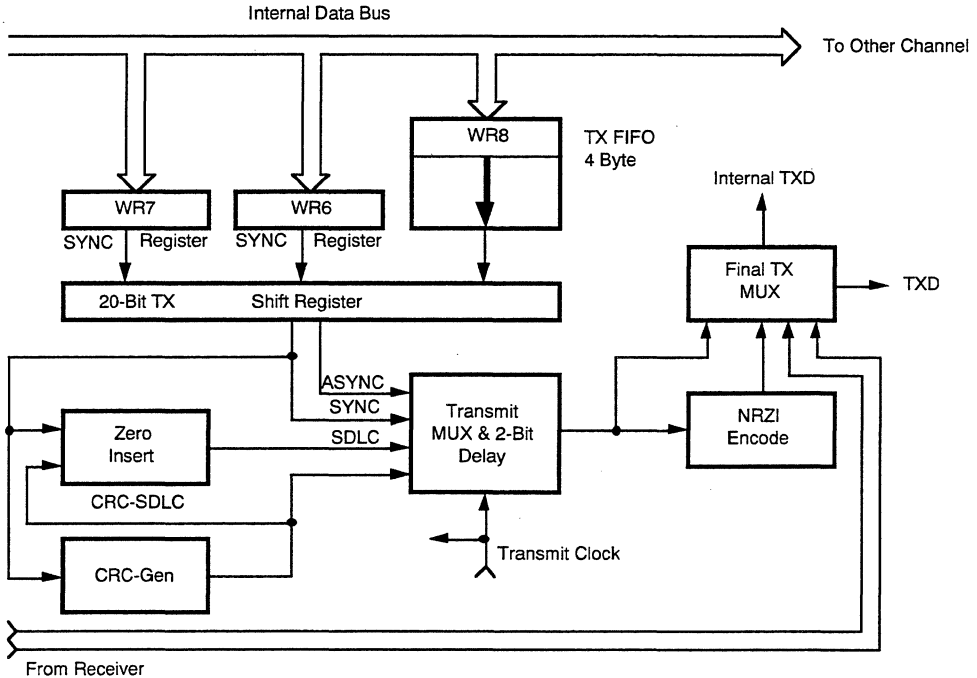 Internal Data Bus
To Other Channel
WR8
TX FIFO
4 Byte
WR7
SYNC Register
WR6
SYNC Register
Internal TXD
Final TX
MUX
TXD
20-Bit TX Shift Register
ASYNC
SYNC
SDLC
Transmit
MUX & 2-Bit
Delay
NRZI
Encode
Zero
Insert
CRC-SDLC
CRC-Gen
Transmit Clock
From Receiver